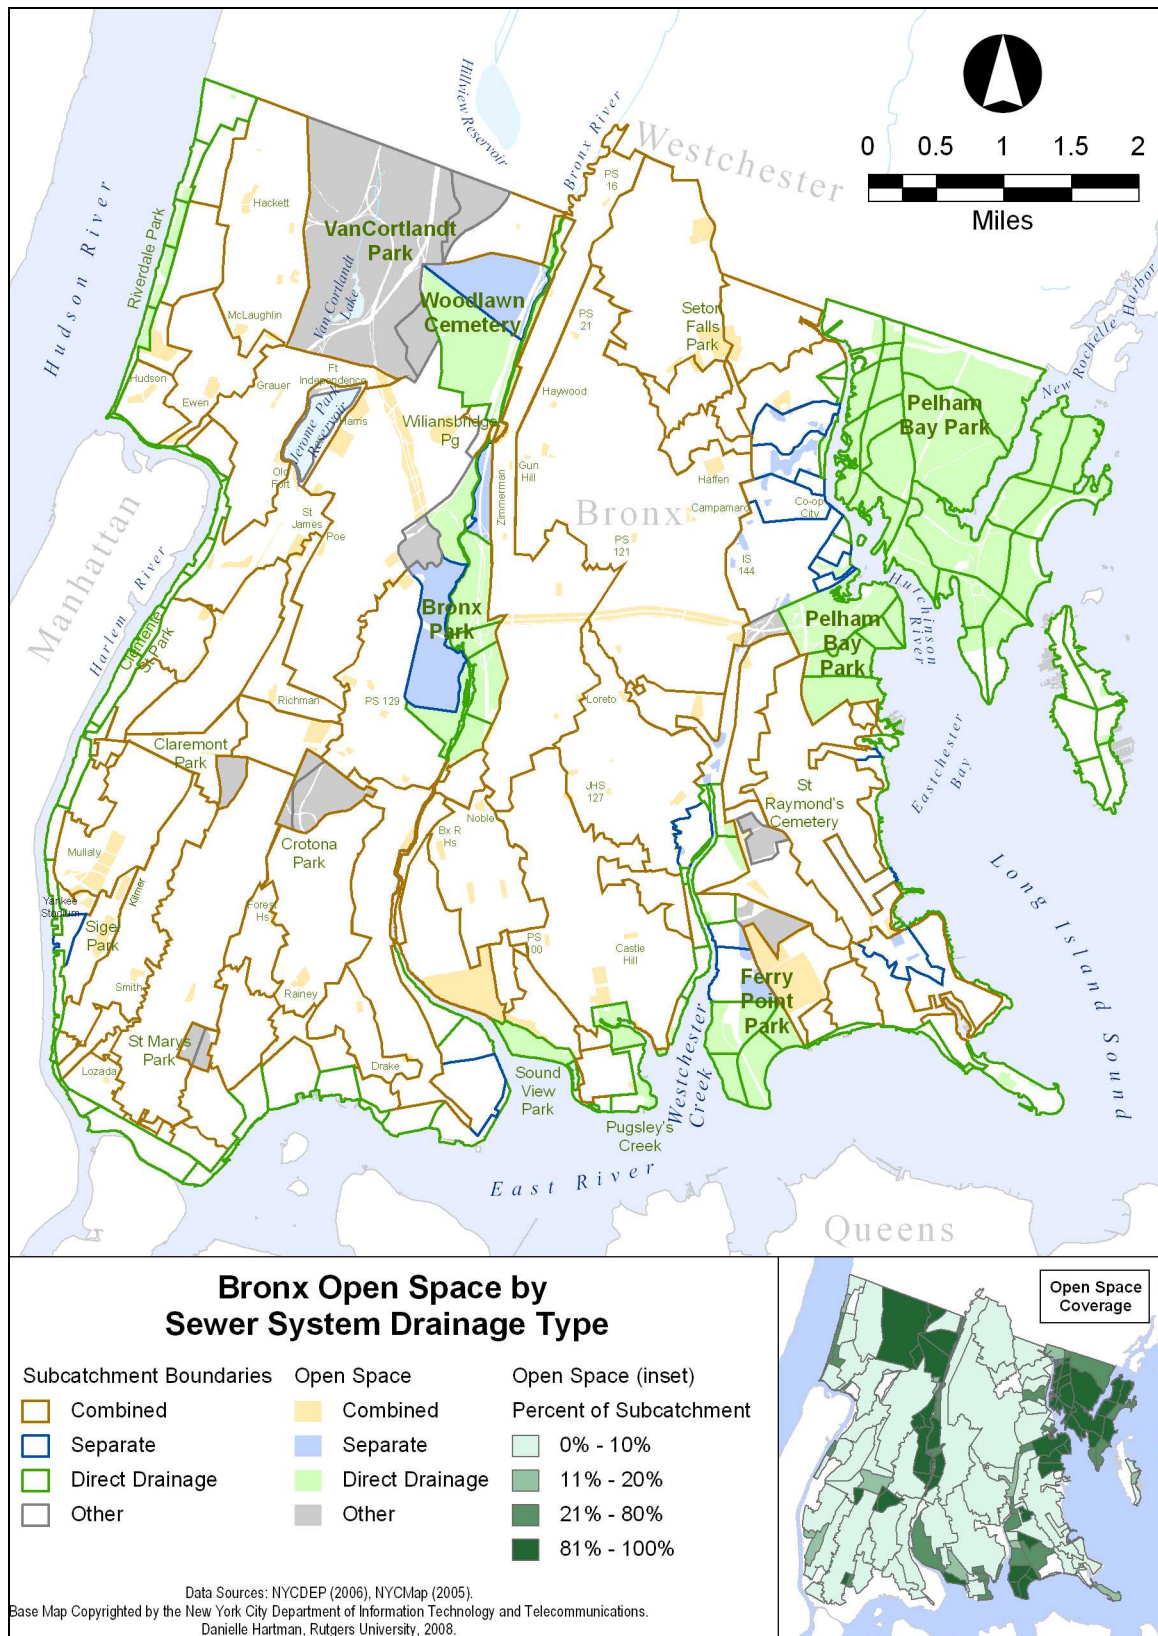 Hillview Reservoir
Bronx River
Westchester
0 0.5 1 1.5 2
Miles
Hudson River
Riverdale Park
Hackett
VanCortlandt
Park
Van Cortlandt
Lake
Woodlawn
Cemetery
PS
16
PS
21
Seton
Falls
Park
New Rochelle Harbor
McLaughlin
Hudson
Ewen
Grauer
Ft
Independence
Jerome Park
Reservoir
Harris
Wiliansbridge
Pg
Haywood
Pelham
Bay Park
Old
Fort
Gun
Hill
Zimmerman
Haffen
Campamaro
Co-op
City
St
James
Poe
Bronx
PS
121
IS
144
Manhattan
Harlem River
Clemente
St Park
Bronx
Park
Hutchinson
River
Pelham
Bay
Park
Richman
PS 129
Loreto
Claremont
Park
Eastchester
Bay
JHS
127
St
Raymond's
Cemetery
Noble
Bx R
Hs
Crotona
Park
Mullaly
Kilmer
Yankee
Stadium
Sigel
Park
Forest
Hs
Long Island Sound
PS
100
Castle
Hill
Ferry
Point
Park
Smith
Rainey
St Marys
Park
Lozada
Drake
Sound
View
Park
Westchester
Creek
Pugsley's
Creek
East River
Queens
Bronx Open Space by
Sewer System Drainage Type
Subcatchment Boundaries
Combined
Separate
Direct Drainage
Other
Open Space
Combined
Separate
Direct Drainage
Other
Open Space (inset)
Percent of Subcatchment
0% - 10%
11% - 20%
21% - 80%
81% - 100%
Open Space
Coverage
Data Sources: NYCDEP (2006), NYCMap (2005).
Base Map Copyrighted by the New York City Department of Information Technology and Telecommunications.
Danielle Hartman, Rutgers University, 2008.